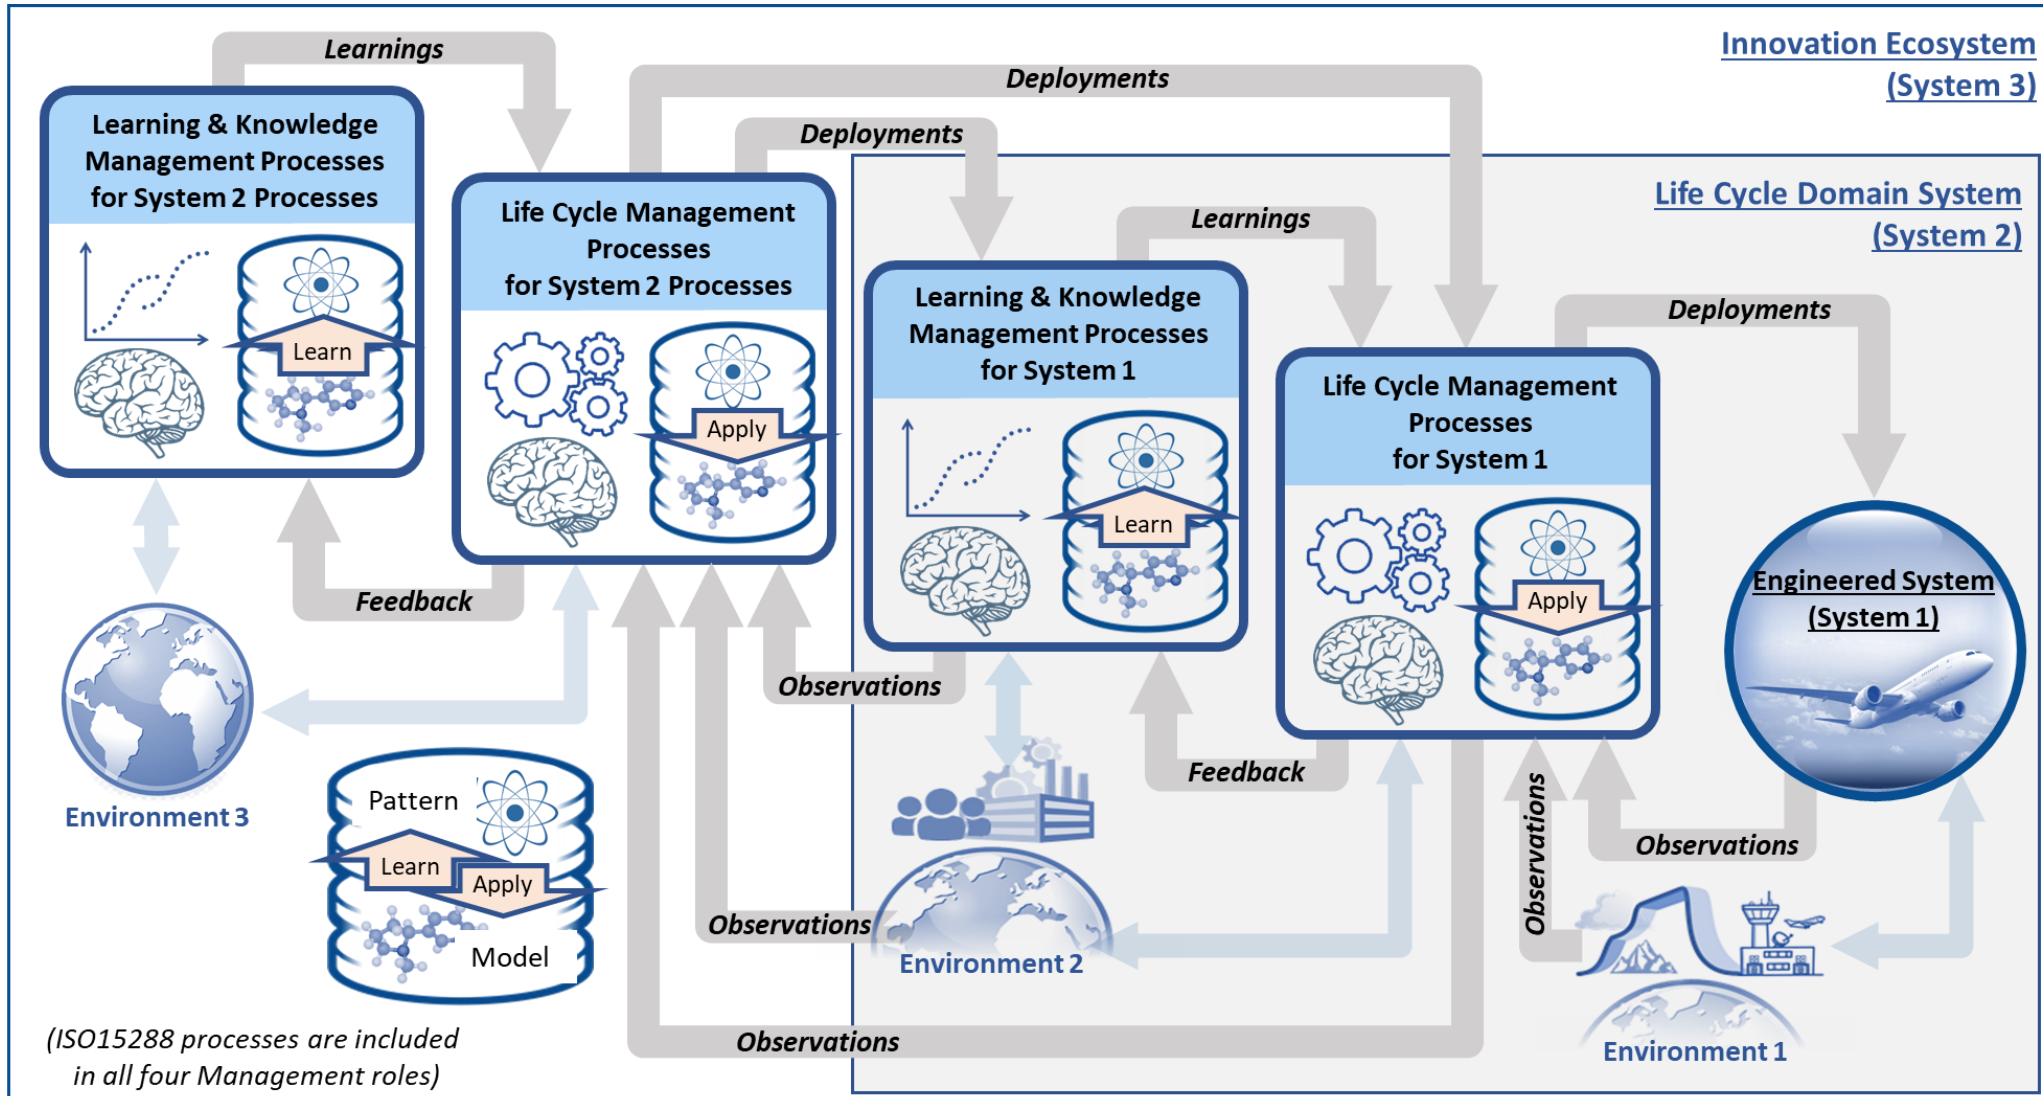 Innovation Ecosystem
(System 3)
Learnings
Deployments
Deployments
Learning & Knowledge
Management Processes
for System 2 Processes
Learn
Life Cycle Management
Processes
for System 2 Processes
Apply
Life Cycle Domain System
(System 2)
Learnings
Deployments
Learning & Knowledge
Management Processes
for System 1
Learn
Life Cycle Management
Processes
for System 1
Apply
Engineered System
(System 1)
Feedback
Observations
Feedback
Observations
Observations
Environment 3
Pattern
Learn
Apply
Model
Observations
Environment 2
Environment 1
Observations
(ISO15288 processes are included
in all four Management roles)